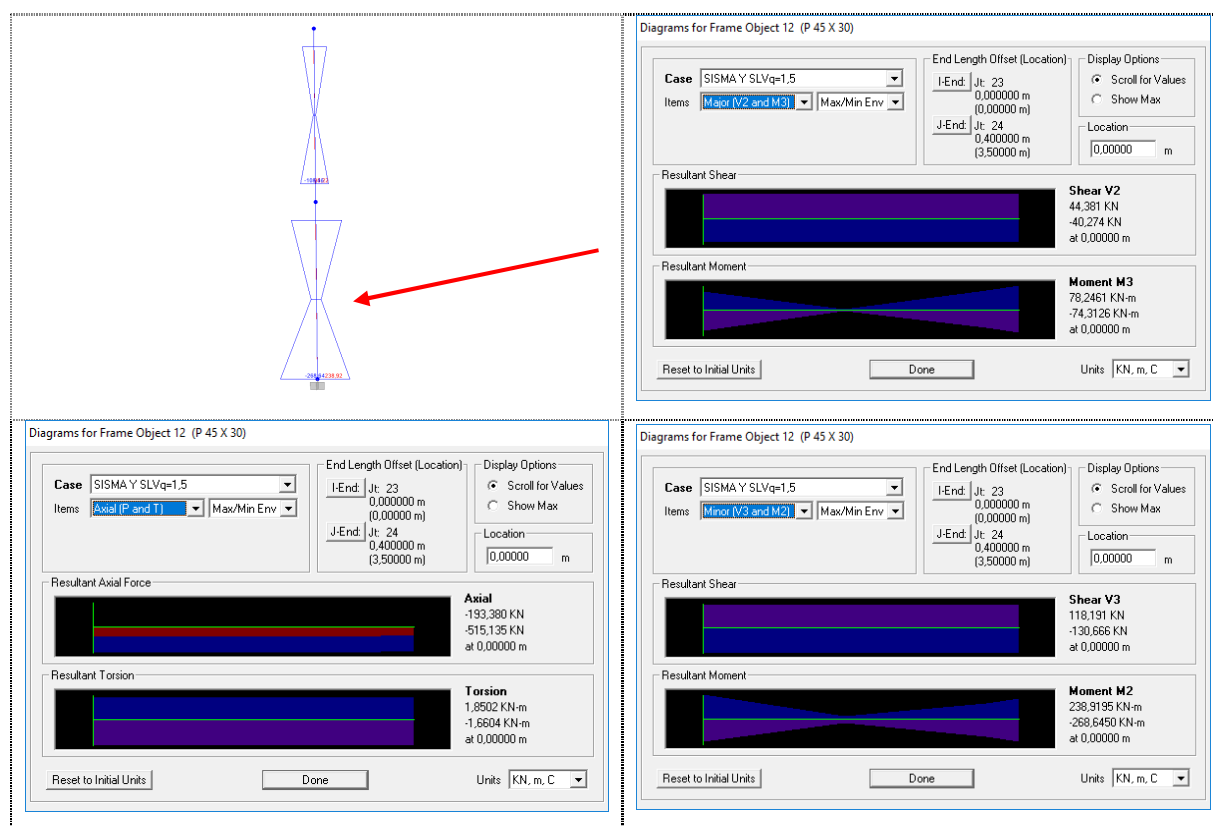 -268,64238,92
Diagrams for Frame Object 12 (P 45 X 30)
Case SISMA Y SLVq=1,5
Items Major (V2 and M3) Max/Min Env
End Length Offset (Location)
I-End: Jt: 23
0,000000 m
(0,00000 m)
J-End: Jt: 24
0,400000 m
(3,50000 m)
Display Options
Scroll for Values
Show Max
Location
0,00000 m
Resultant Shear
Shear V2
44,381 KN
-40,274 KN
at 0,00000 m
Resultant Moment
Moment M3
78,2461 KN-m
-74,3126 KN-m
at 0,00000 m
Reset to Initial Units Done Units KN, m, C
Diagrams for Frame Object 12 (P 45 X 30)
Case SISMA Y SLVq=1,5
Items Axial (P and T) Max/Min Env
End Length Offset (Location)
I-End: Jt: 23
0,000000 m
(0,00000 m)
J-End: Jt: 24
0,400000 m
(3,50000 m)
Display Options
Scroll for Values
Show Max
Location
0,00000 m
Resultant Axial Force
Axial
-193,380 KN
-515,135 KN
at 0,00000 m
Resultant Torsion
Torsion
1,8502 KN-m
-1,6604 KN-m
at 0,00000 m
Reset to Initial Units Done Units KN, m, C
Diagrams for Frame Object 12 (P 45 X 30)
Case SISMA Y SLVq=1,5
Items Minor (V3 and M2) Max/Min Env
End Length Offset (Location)
I-End: Jt: 23
0,000000 m
(0,00000 m)
J-End: Jt: 24
0,400000 m
(3,50000 m)
Display Options
Scroll for Values
Show Max
Location
0,00000 m
Resultant Shear
Shear V3
118,191 KN
-130,666 KN
at 0,00000 m
Resultant Moment
Moment M2
238,9195 KN-m
-268,6450 KN-m
at 0,00000 m
Reset to Initial Units Done Units KN, m, C